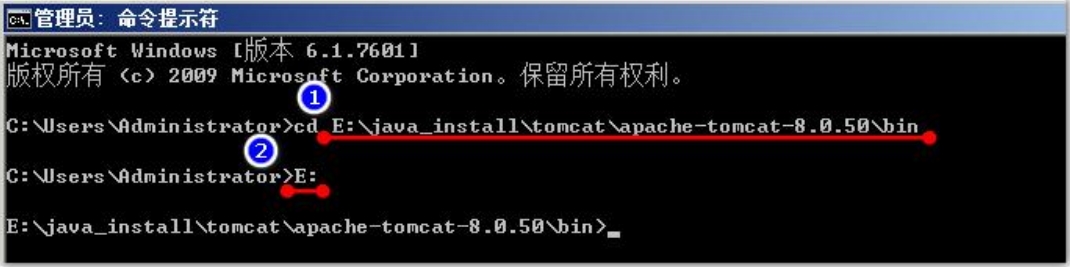 管理员: 命令提示符
Microsoft Windows [版本 6.1.7601]
版权所有 (c) 2009 Microsoft Corporation。保留所有权利。
1
C:\Users\Administrator>cd E:\java_install\tomcat\apache-tomcat-8.0.50\bin
2
C:\Users\Administrator>E:
E:\java_install\tomcat\apache-tomcat-8.0.50\bin>_